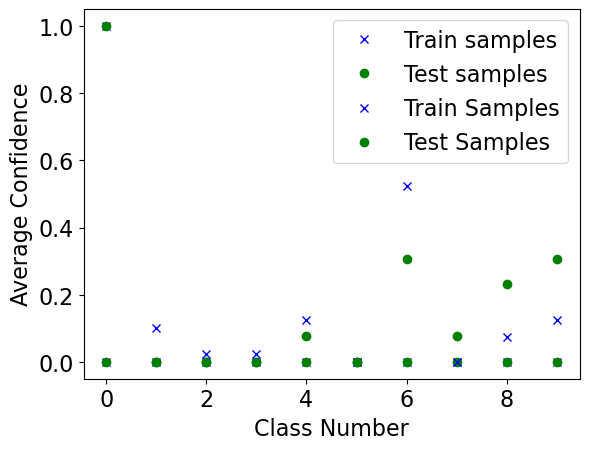 1.0
0.8
0.6
0.4
0.2
0.0
Average Confidence
Train samples
Test samples
Train Samples
Test Samples
0 2 4 6 8
Class Number